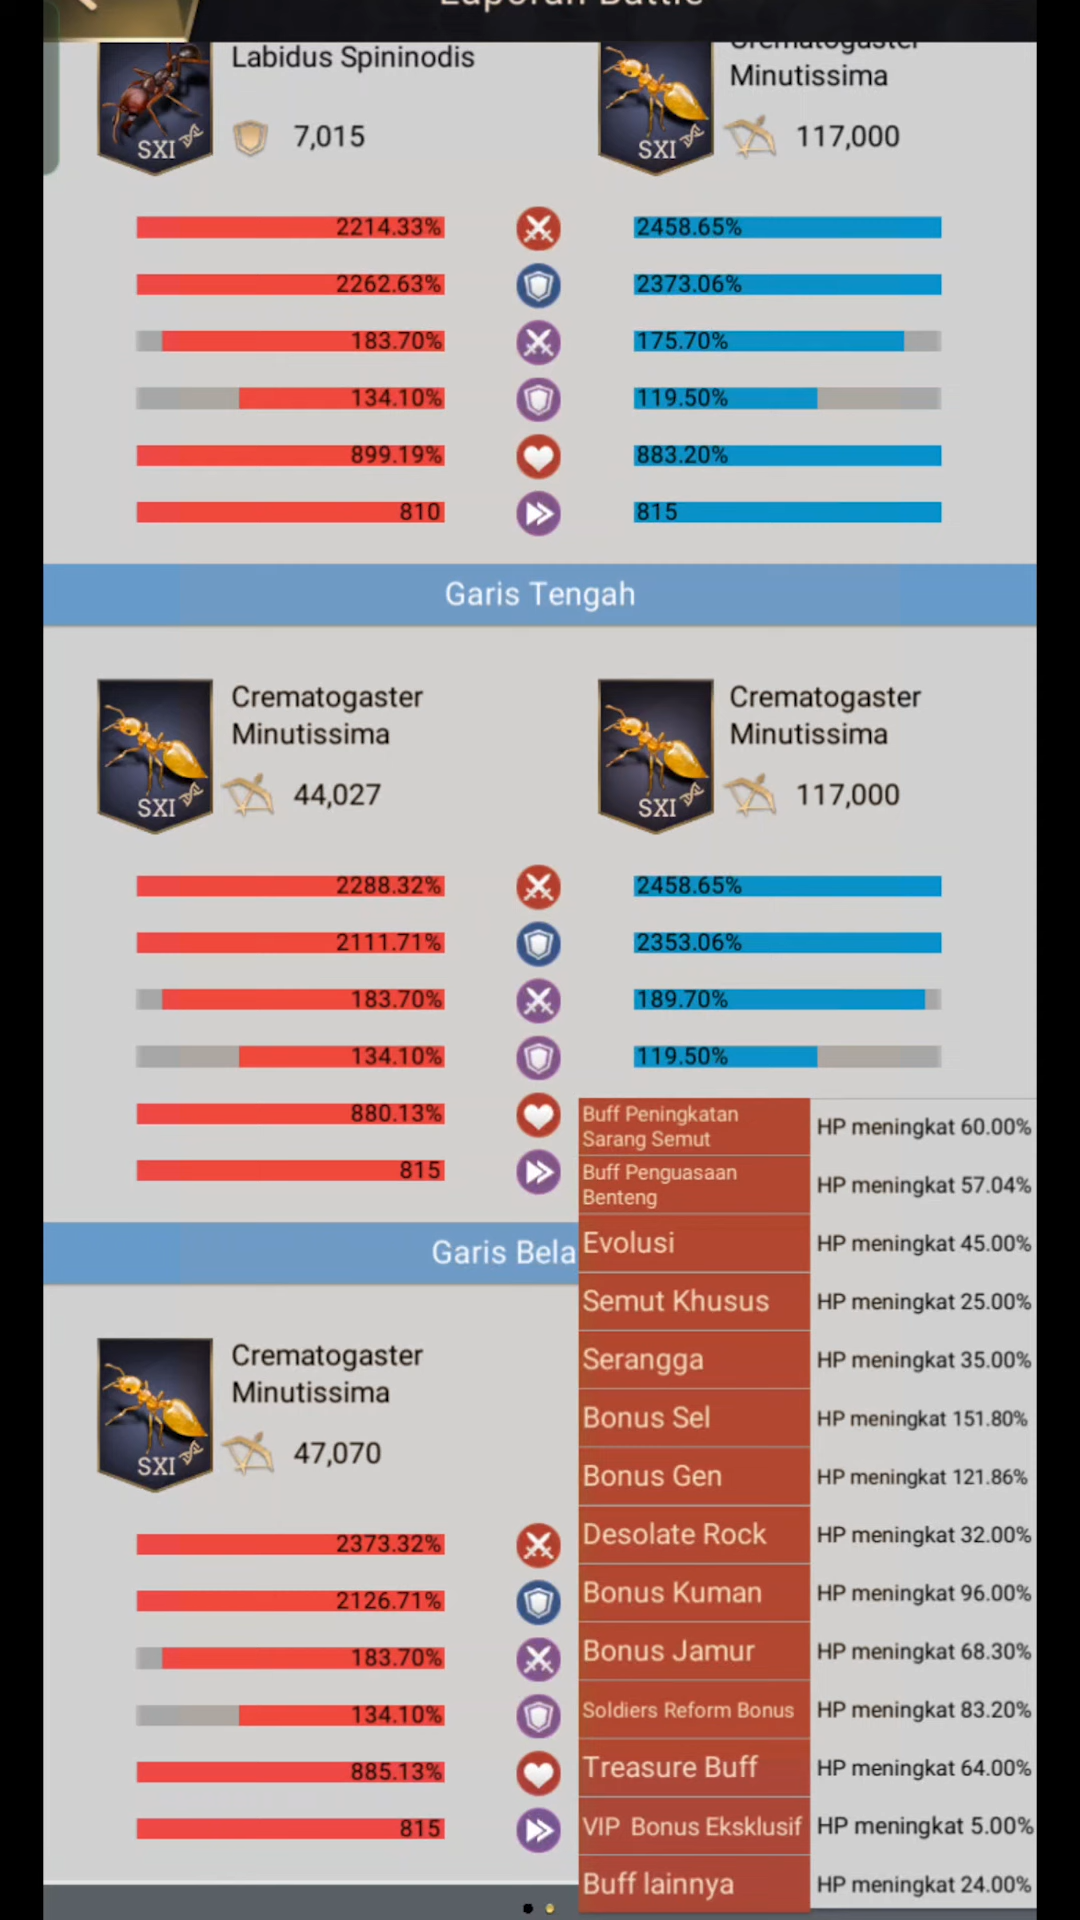 Laporan Battle
Labidus Spininodis
7,015
SXI
Crematogaster
Minutissima
117,000
SXI
2214.33%
2458.65%
2262.63%
2373.06%
183.70%
175.70%
134.10%
119.50%
899.19%
883.20%
810
815
Garis Tengah
Crematogaster
Minutissima
44,027
SXI
Crematogaster
Minutissima
117,000
SXI
2288.32%
2458.65%
2111.71%
2353.06%
183.70%
189.70%
134.10%
119.50%
880.13%
815
Garis Bela
Crematogaster
Minutissima
47,070
SXI
2373.32%
2126.71%
183.70%
134.10%
885.13%
815
Buff Peningkatan
Sarang Semut
HP meningkat 60.00%
Buff Penguasaan
Benteng
HP meningkat 57.04%
Evolusi
HP meningkat 45.00%
Semut Khusus
HP meningkat 25.00%
Serangga
HP meningkat 35.00%
Bonus Sel
HP meningkat 151.80%
Bonus Gen
HP meningkat 121.86%
Desolate Rock
HP meningkat 32.00%
Bonus Kuman
HP meningkat 96.00%
Bonus Jamur
HP meningkat 68.30%
Soldiers Reform Bonus
HP meningkat 83.20%
Treasure Buff
HP meningkat 64.00%
VIP Bonus Eksklusif
HP meningkat 5.00%
Buff lainnya
HP meningkat 24.00%